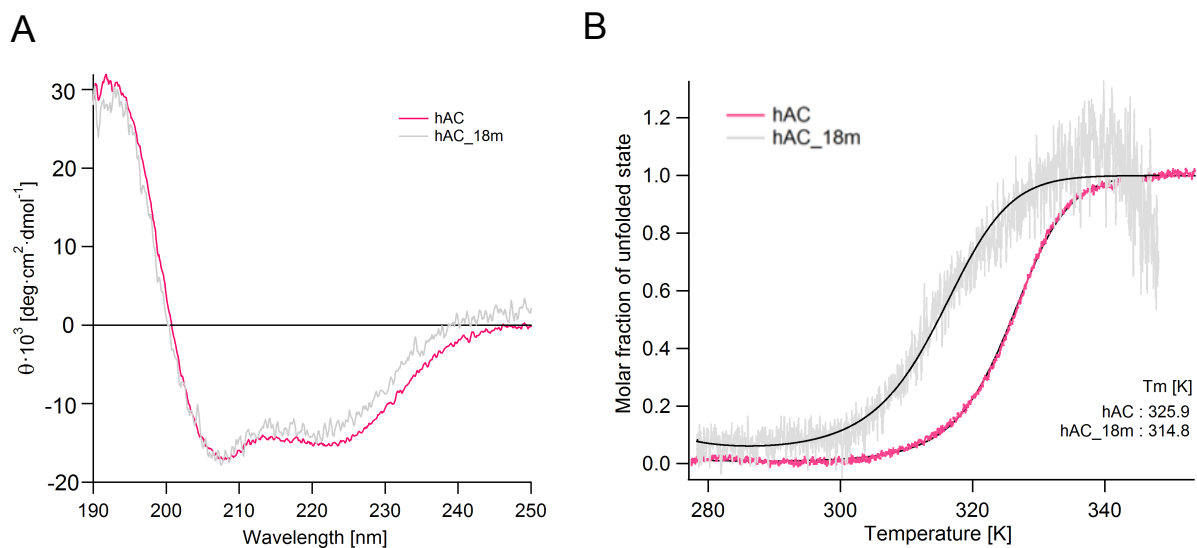 A
B
hAC
hAC_18m
30
20
10
0
-10
-20
190
200
210
220
230
240
250
Wavelength [nm]
θ·10³ [deg·cm²·dmol⁻¹]
hAC
hAC_18m
1.2
1.0
0.8
0.6
0.4
0.2
0.0
280
300
320
340
Temperature [K]
Molar fraction of unfolded state
Tm [K]
hAC : 325.9
hAC_18m : 314.8